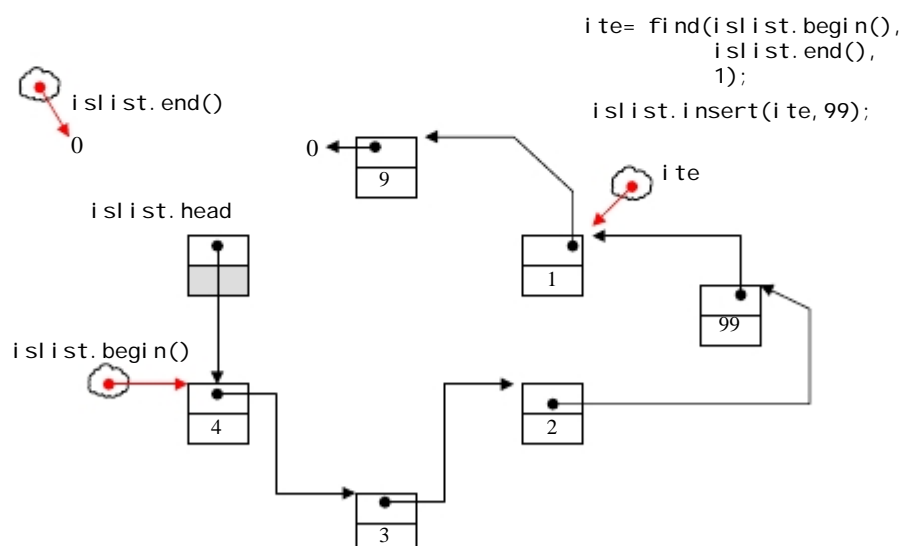 ite= find(islist.begin(),
islist.end(),
1);
islist.insert(ite,99);
islist.end()
0
0
9
ite
islist.head
1
99
islist.begin()
4
2
3